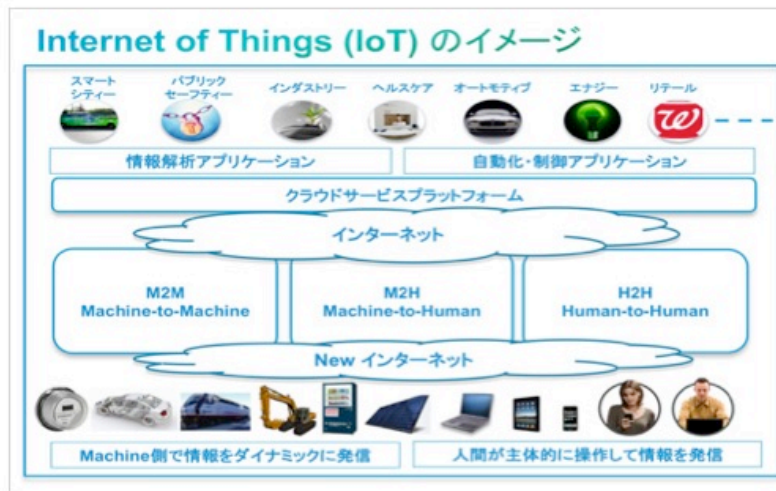 Internet of Things (IoT) のイメージ
スマート
シティー
パブリック
セーフティー
インダストリー
ヘルスケア
オートモティブ
エナジー
リテール
情報解析アプリケーション
自動化・制御アプリケーション
クラウドサービスプラットフォーム
インターネット
M2M
Machine-to-Machine
M2H
Machine-to-Human
H2H
Human-to-Human
New インターネット
Machine側で情報をダイナミックに発信
人間が主体的に操作して情報を発信